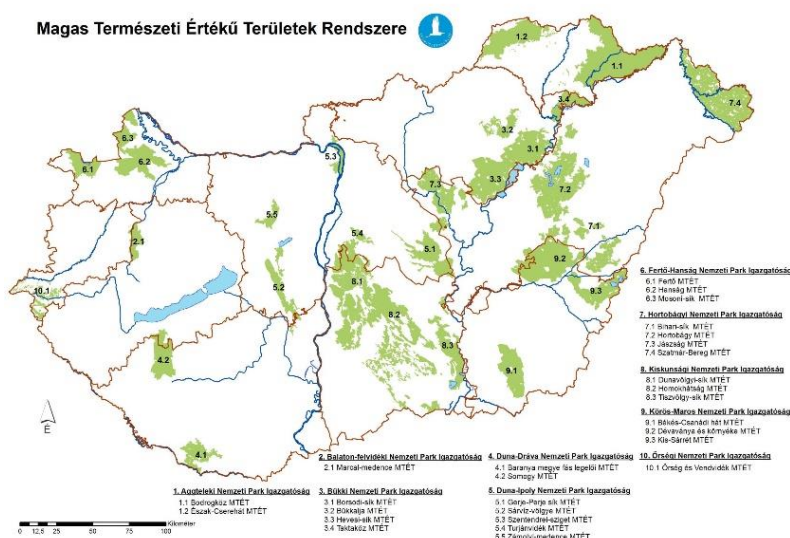 Magas Természeti Értékű Területek Rendszere
1.2
1.1
7.4
3.4
3.2
3.1
3.3
7.3
7.2
7.1
6.3
6.2
6.1
5.3
5.5
5.4
5.1
5.2
2.1
10.1
4.2
4.1
8.1
8.2
8.3
9.2
9.3
9.1
É
6. Fertő-Hanság Nemzeti Park Igazgatóság
6.1 Fertő MTÉT
6.2 Hanság MTÉT
6.3 Mosoni-sík MTÉT
7. Hortobágyi Nemzeti Park Igazgatóság
7.1 Bihari-sík MTÉT
7.2 Hortobágy MTÉT
7.3 Jászság MTÉT
7.4 Szatmár-Bereg MTÉT
8. Kiskunsági Nemzeti Park Igazgatóság
8.1 Dunavölgyi-sík MTÉT
8.2 Homokhátság MTÉT
8.3 Tiszavölgy-sík MTÉT
9. Körös-Maros Nemzeti Park Igazgatóság
9.1 Békés-Csanádi hát MTÉT
9.2 Dévaványa és környéke MTÉT
9.3 Kis-Sárrét MTÉT
10. Őrségi Nemzeti Park Igazgatóság
10.1 Őrség és Vendvidék MTÉT
2. Balaton-felvidéki Nemzeti Park Igazgatóság
2.1 Marcal-medence MTÉT
4. Duna-Dráva Nemzeti Park Igazgatóság
4.1 Baranya megye fás legelői MTÉT
4.2 Somogy MTÉT
1. Aggteleki Nemzeti Park Igazgatóság
1.1 Bodrogköz MTÉT
1.2 Észak-Cserehát MTÉT
3. Bükki Nemzeti Park Igazgatóság
3.1 Borsodi-sík MTÉT
3.2 Bükkalja MTÉT
3.3 Hevesi-sík MTÉT
3.4 Taktaköz MTÉT
5. Duna-Ipoly Nemzeti Park Igazgatóság
5.1 Gerje-Perje sík MTÉT
5.2 Sárvíz-völgye MTÉT
5.3 Szentendrei-sziget MTÉT
5.4 Turjánvidék MTÉT
5.5 Zámolyi-medence MTÉT
0 12,5 25 50 75 100 Kilométer